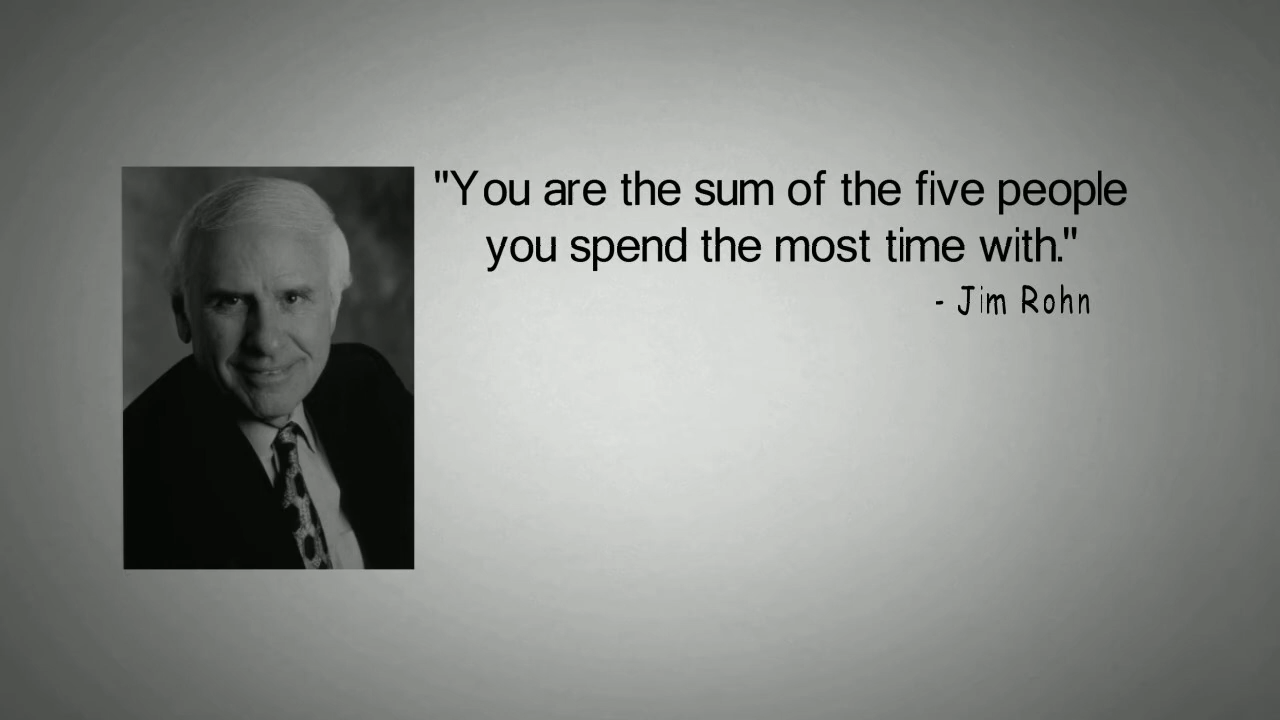 "You are the sum of the five people
you spend the most time with."
- Jim Rohn